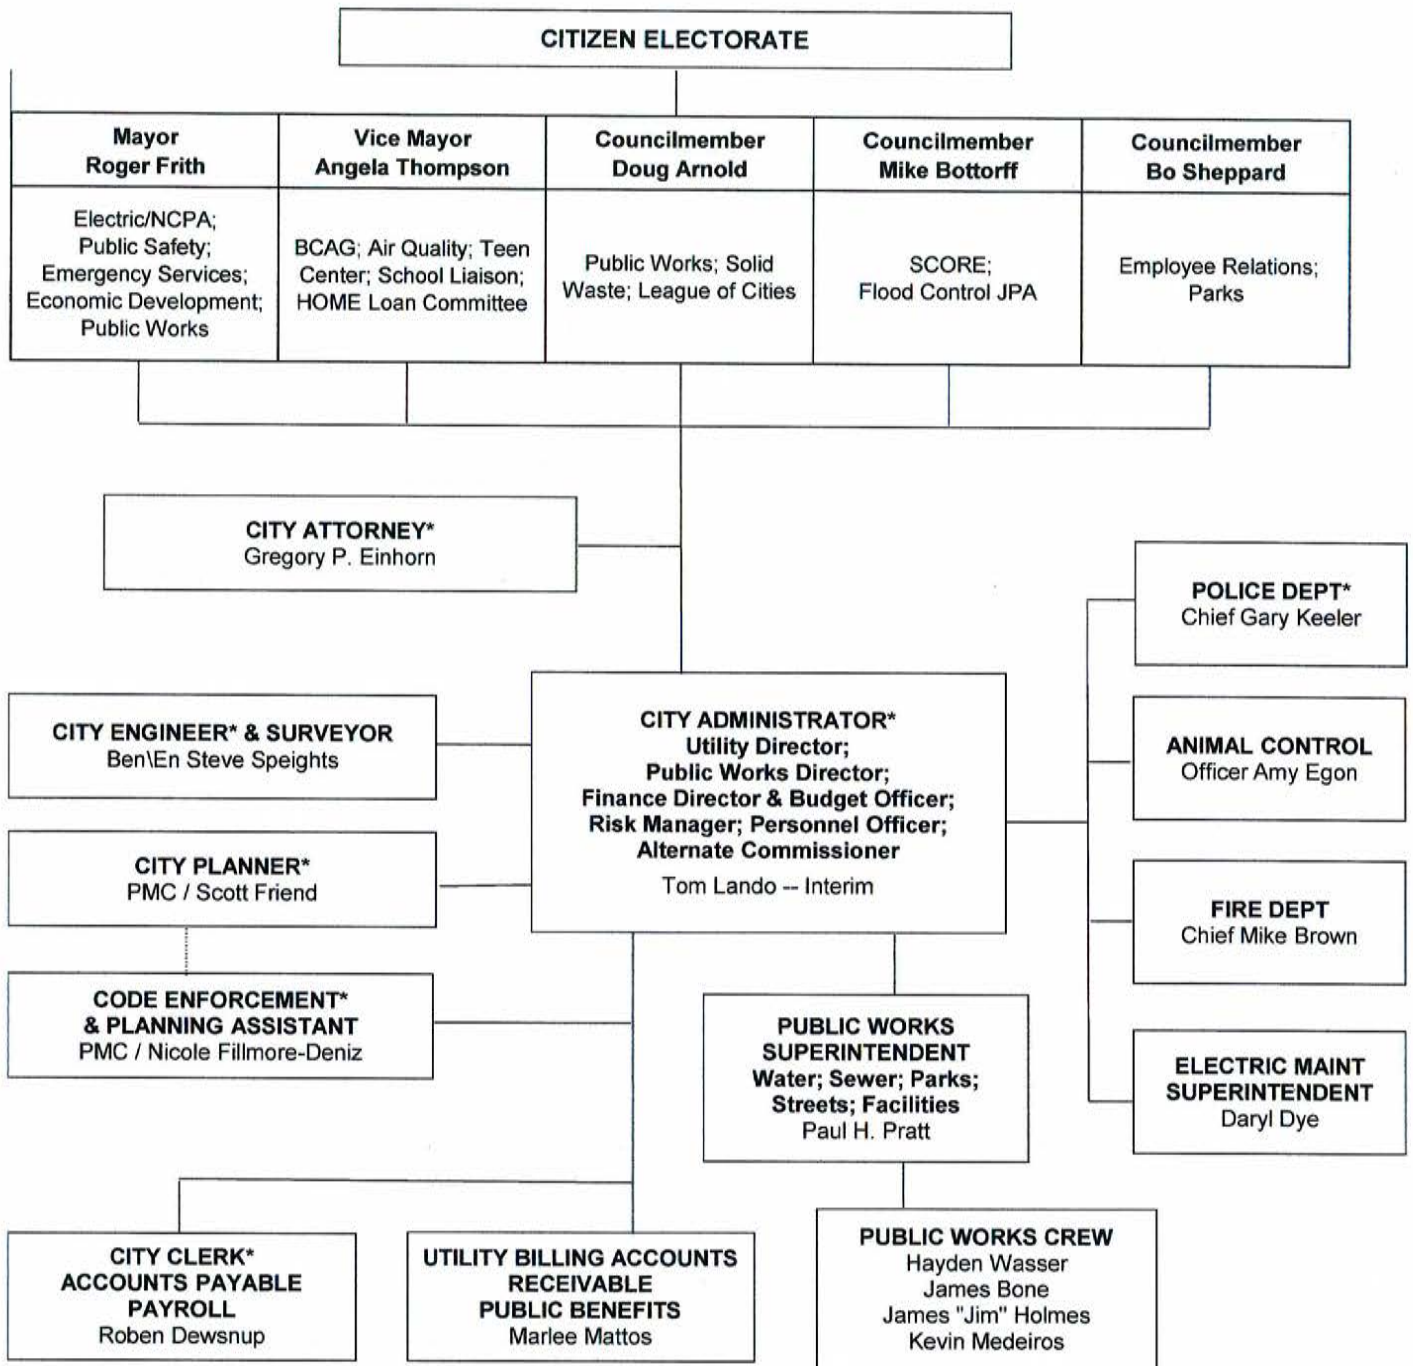 CITIZEN ELECTORATE
Mayor
Roger Frith
Vice Mayor
Angela Thompson
Councilmember
Doug Arnold
Councilmember
Mike Bottorff
Councilmember
Bo Sheppard
Electric/NCPA;
Public Safety;
Emergency Services;
Economic Development;
Public Works
BCAG; Air Quality; Teen
Center; School Liaison;
HOME Loan Committee
Public Works; Solid
Waste; League of Cities
SCORE;
Flood Control JPA
Employee Relations;
Parks
CITY ATTORNEY*
Gregory P. Einhorn
POLICE DEPT*
Chief Gary Keeler
CITY ENGINEER* & SURVEYOR
Ben\En Steve Speights
CITY ADMINISTRATOR*
Utility Director;
Public Works Director;
Finance Director & Budget Officer;
Risk Manager; Personnel Officer;
Alternate Commissioner
Tom Lando -- Interim
ANIMAL CONTROL
Officer Amy Egon
CITY PLANNER*
PMC / Scott Friend
FIRE DEPT
Chief Mike Brown
CODE ENFORCEMENT*
& PLANNING ASSISTANT
PMC / Nicole Fillmore-Deniz
PUBLIC WORKS
SUPERINTENDENT
Water; Sewer; Parks;
Streets; Facilities
Paul H. Pratt
ELECTRIC MAINT
SUPERINTENDENT
Daryl Dye
CITY CLERK*
ACCOUNTS PAYABLE
PAYROLL
Roben Dewsnup
UTILITY BILLING ACCOUNTS
RECEIVABLE
PUBLIC BENEFITS
Marlee Mattos
PUBLIC WORKS CREW
Hayden Wasser
James Bone
James "Jim" Holmes
Kevin Medeiros